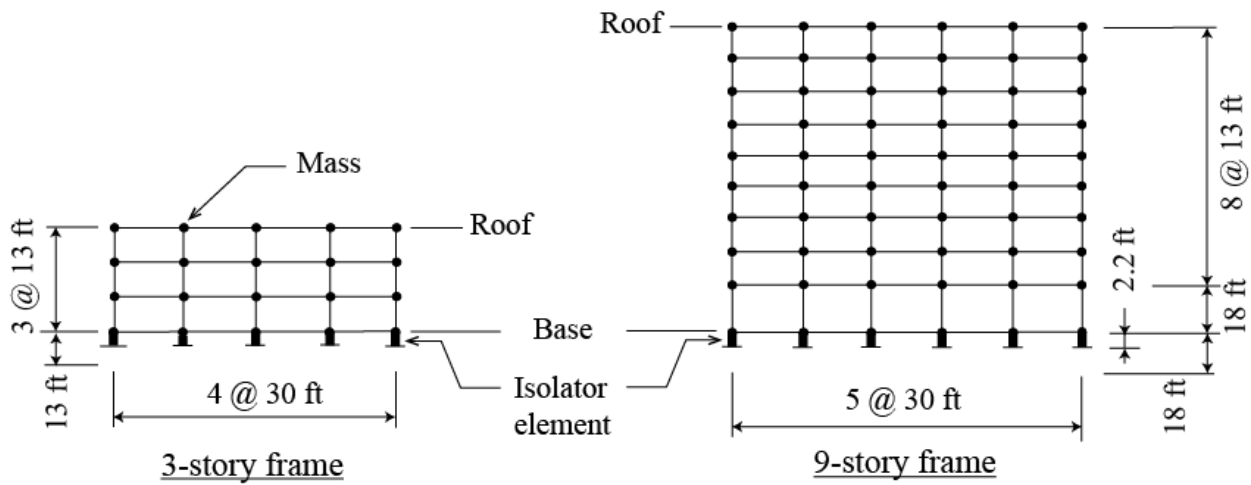 Roof
Mass
Roof
3 @ 13 ft
13 ft
Base
Isolator
element
4 @ 30 ft
3-story frame
8 @ 13 ft
2.2 ft
18 ft
18 ft
5 @ 30 ft
9-story frame